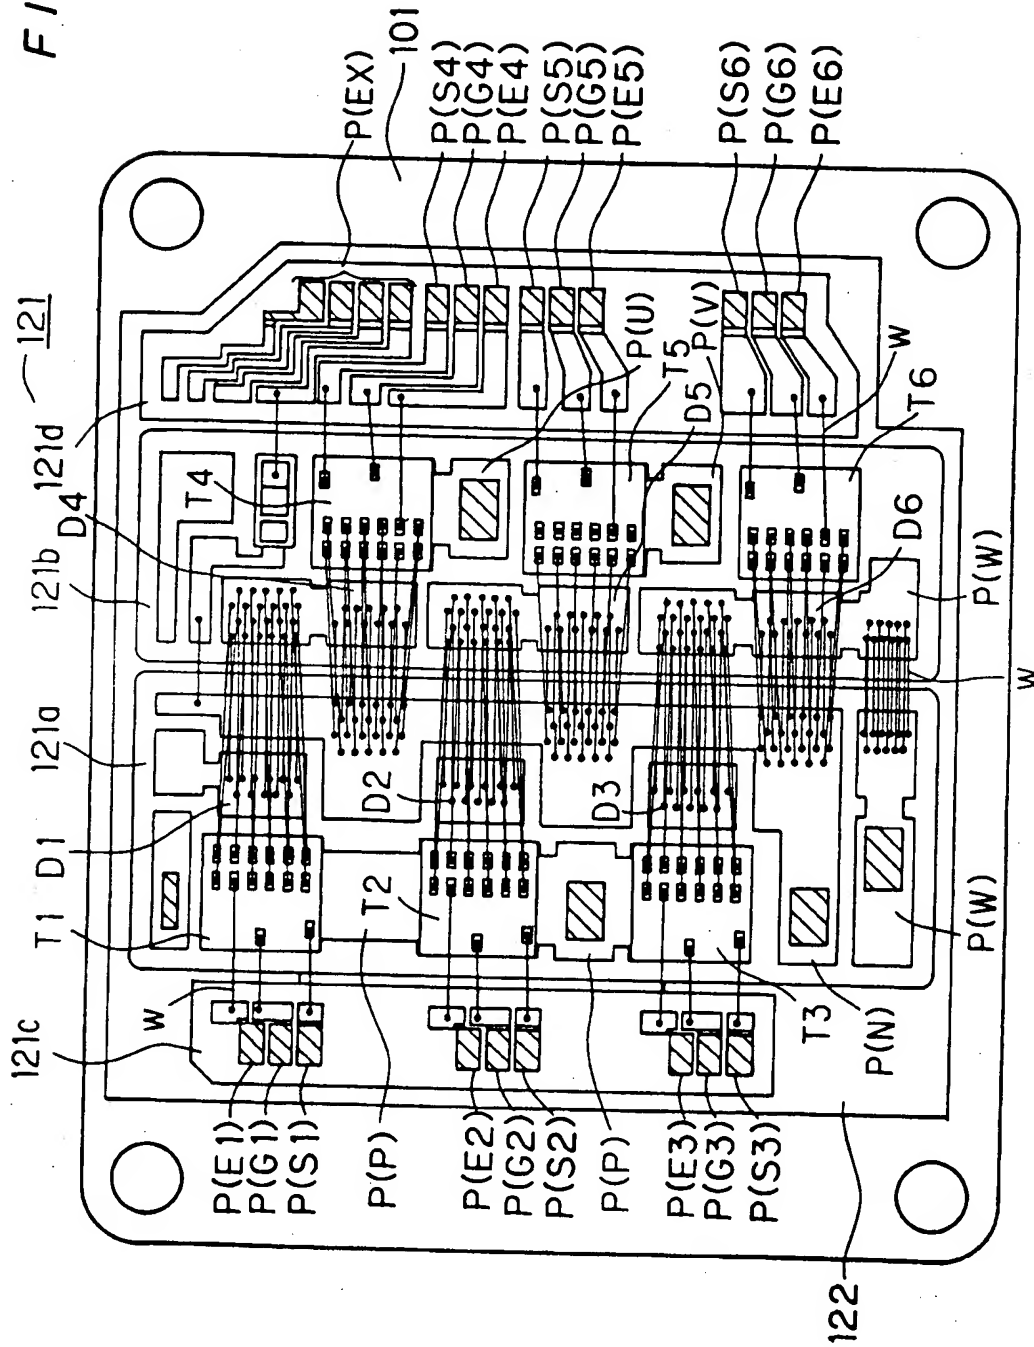 FI
121
121c
121a
121b
121d
T1
D1
D4
T4
W
P(E1)
P(G1)
P(S1)
P(P)
P(E2)
P(G2)
P(S2)
P(P)
P(E3)
P(G3)
P(S3)
122
T2
D2
D3
T3
P(N)
P(W)
P(EX)
101
P(S4)
P(G4)
P(E4)
P(S5)
P(G5)
P(E5)
P(U)
T5
D5
P(V)
P(S6)
P(G6)
P(E6)
W
T6
D6
P(W)
W